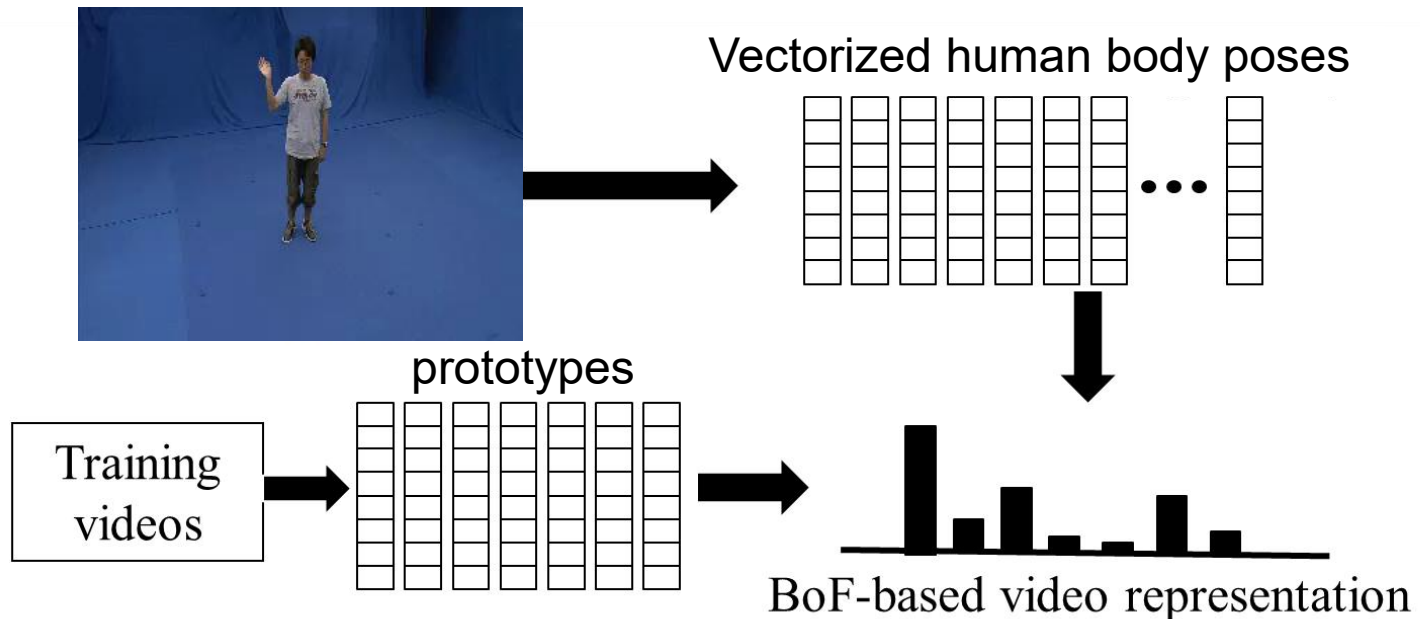 Vectorized human body poses
prototypes
Training
videos
BoF-based video representation